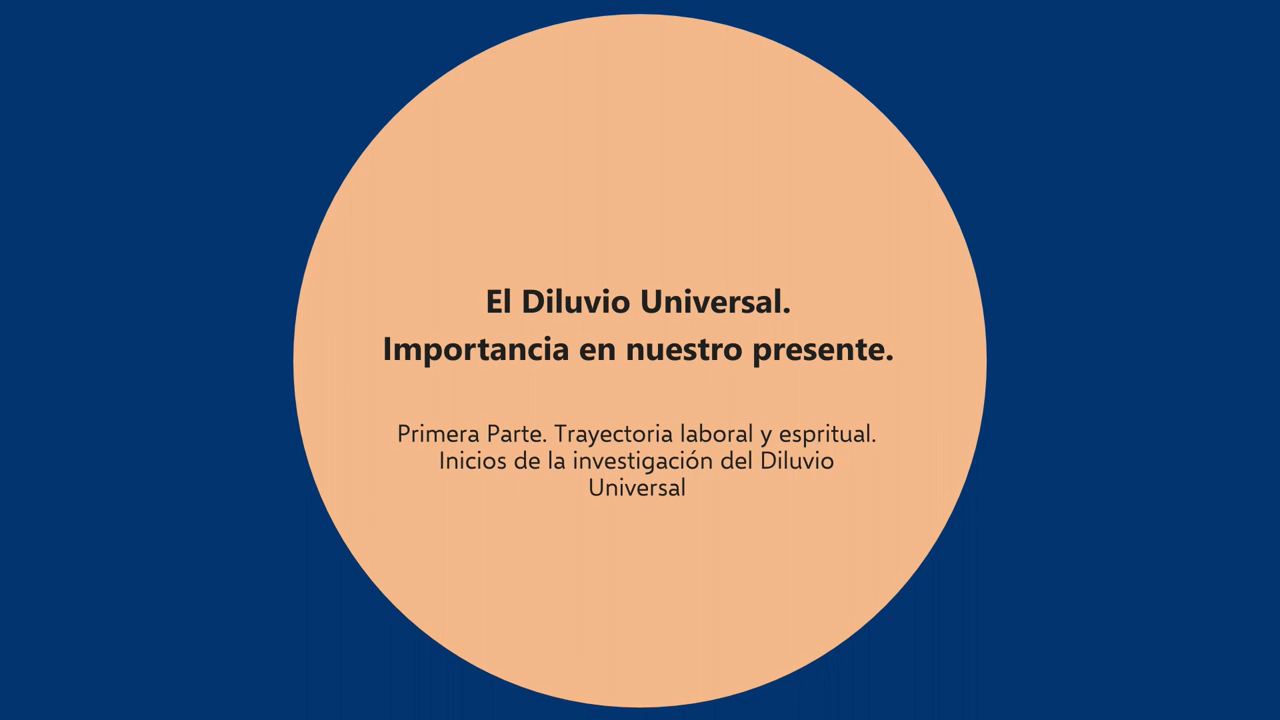 El Diluvio Universal.
Importancia en nuestro presente.
Primera Parte. Trayectoria laboral y espritual.
Inicios de la investigación del Diluvio
Universal